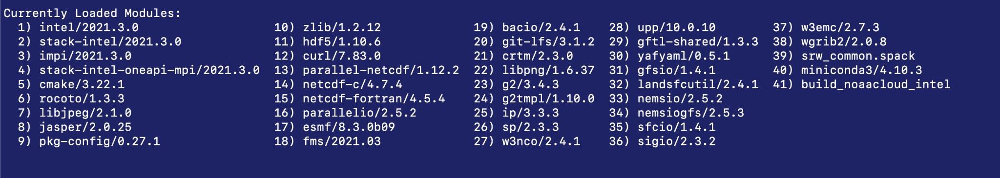 Currently Loaded Modules:
1) intel/2021.3.0 10) zlib/1.2.12 19) bacio/2.4.1 28) upp/10.0.10 37) w3emc/2.7.3
2) stack-intel/2021.3.0 11) hdf5/1.10.6 20) git-lfs/3.1.2 29) gftl-shared/1.3.3 38) wgrib2/2.0.8
3) impi/2021.3.0 12) curl/7.83.0 21) crtm/2.3.0 30) yafyaml/0.5.1 39) srw_common.spack
4) stack-intel-oneapi-mpi/2021.3.0 13) parallel-netcdf/1.12.2 22) libpng/1.6.37 31) gfsio/1.4.1 40) miniconda3/4.10.3
5) cmake/3.22.1 14) netcdf-c/4.7.4 23) g2/3.4.3 32) landsfcutil/2.4.1 41) build_noaacloud_intel
6) rocoto/1.3.3 15) netcdf-fortran/4.5.4 24) g2tmpl/1.10.0 33) nemsio/2.5.2
7) libjpeg/2.1.0 16) parallelio/2.5.2 25) ip/3.3.3 34) nemsiogfs/2.5.3
8) jasper/2.0.25 17) esmf/8.3.0b09 26) sp/2.3.3 35) sfcio/1.4.1
9) pkg-config/0.27.1 18) fms/2021.03 27) w3nco/2.4.1 36) sigio/2.3.2